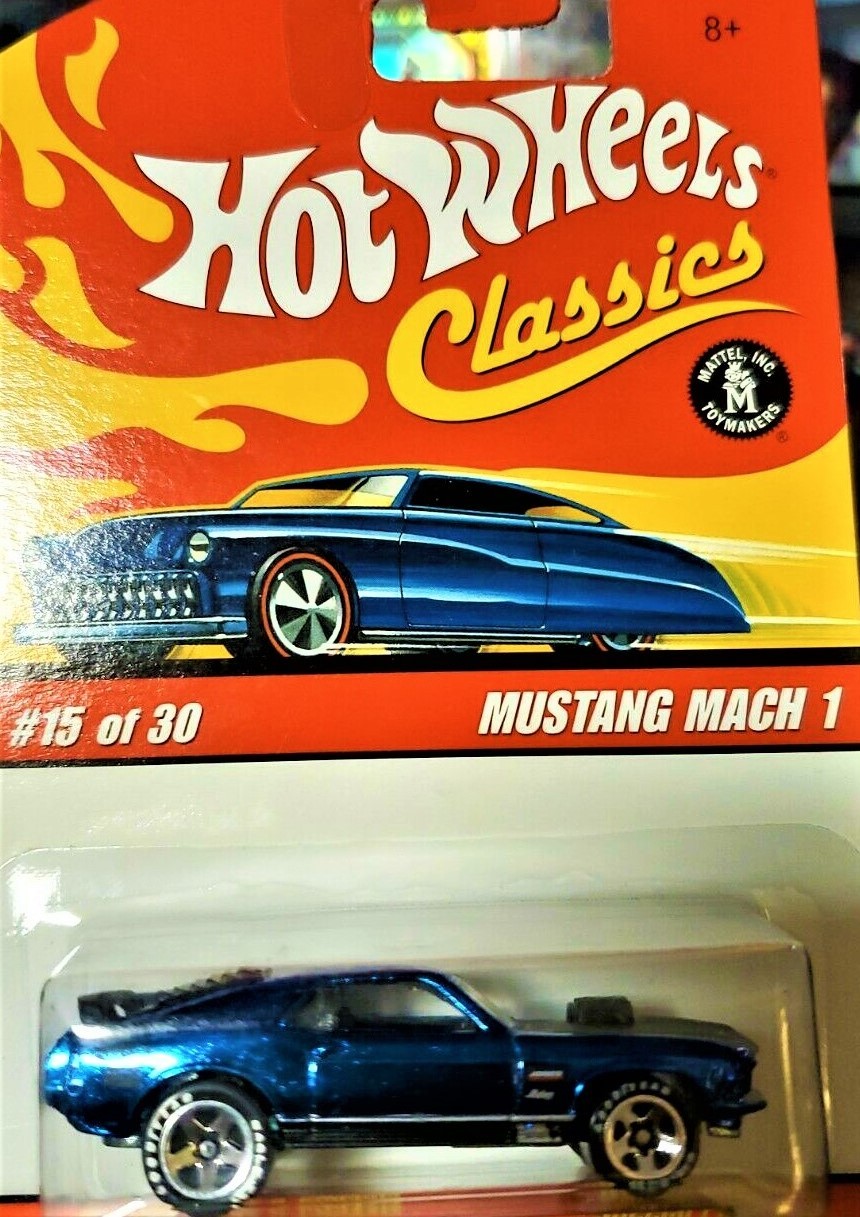 8+
Hot Wheels®
Classics
MATTEL, INC.
M
TOYMAKERS
®
#15 of 30
MUSTANG MACH 1